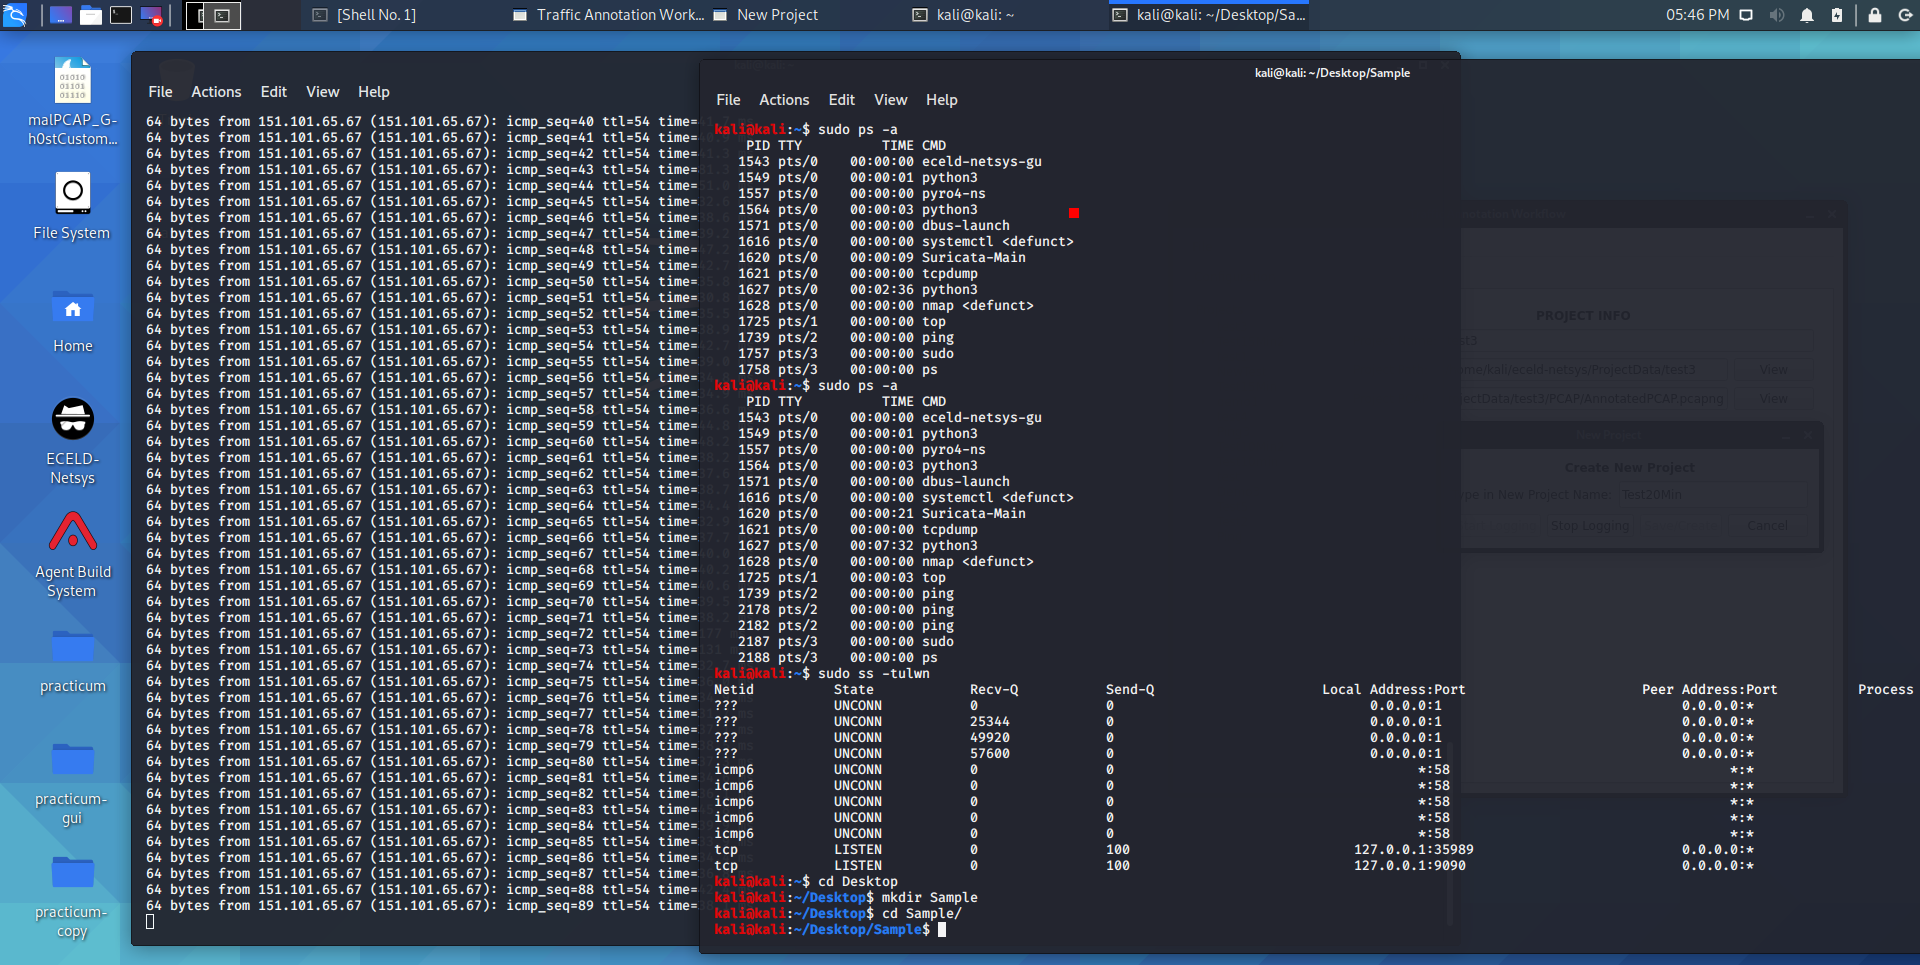 [Shell No. 1]
Traffic Annotation Work...
New Project
kali@kali: ~
kali@kali: ~/Desktop/Sa...
05:46 PM
malPCAP_G-
h0stCustom...
File System
Home
ECELD-
Netsys
Agent Build
System
practicum
practicum-
gui
practicum-
copy
File Actions Edit View Help
64 bytes from 151.101.65.67 (151.101.65.67): icmp_seq=40 ttl=54 time=
64 bytes from 151.101.65.67 (151.101.65.67): icmp_seq=41 ttl=54 time=
64 bytes from 151.101.65.67 (151.101.65.67): icmp_seq=42 ttl=54 time=
64 bytes from 151.101.65.67 (151.101.65.67): icmp_seq=43 ttl=54 time=
64 bytes from 151.101.65.67 (151.101.65.67): icmp_seq=44 ttl=54 time=
64 bytes from 151.101.65.67 (151.101.65.67): icmp_seq=45 ttl=54 time=
64 bytes from 151.101.65.67 (151.101.65.67): icmp_seq=46 ttl=54 time=
64 bytes from 151.101.65.67 (151.101.65.67): icmp_seq=47 ttl=54 time=
64 bytes from 151.101.65.67 (151.101.65.67): icmp_seq=48 ttl=54 time=
64 bytes from 151.101.65.67 (151.101.65.67): icmp_seq=49 ttl=54 time=
64 bytes from 151.101.65.67 (151.101.65.67): icmp_seq=50 ttl=54 time=
64 bytes from 151.101.65.67 (151.101.65.67): icmp_seq=51 ttl=54 time=
64 bytes from 151.101.65.67 (151.101.65.67): icmp_seq=52 ttl=54 time=
64 bytes from 151.101.65.67 (151.101.65.67): icmp_seq=53 ttl=54 time=
64 bytes from 151.101.65.67 (151.101.65.67): icmp_seq=54 ttl=54 time=
64 bytes from 151.101.65.67 (151.101.65.67): icmp_seq=55 ttl=54 time=
64 bytes from 151.101.65.67 (151.101.65.67): icmp_seq=56 ttl=54 time=
64 bytes from 151.101.65.67 (151.101.65.67): icmp_seq=57 ttl=54 time=
64 bytes from 151.101.65.67 (151.101.65.67): icmp_seq=58 ttl=54 time=
64 bytes from 151.101.65.67 (151.101.65.67): icmp_seq=59 ttl=54 time=
64 bytes from 151.101.65.67 (151.101.65.67): icmp_seq=60 ttl=54 time=
64 bytes from 151.101.65.67 (151.101.65.67): icmp_seq=61 ttl=54 time=
64 bytes from 151.101.65.67 (151.101.65.67): icmp_seq=62 ttl=54 time=
64 bytes from 151.101.65.67 (151.101.65.67): icmp_seq=63 ttl=54 time=
64 bytes from 151.101.65.67 (151.101.65.67): icmp_seq=64 ttl=54 time=
64 bytes from 151.101.65.67 (151.101.65.67): icmp_seq=65 ttl=54 time=
64 bytes from 151.101.65.67 (151.101.65.67): icmp_seq=66 ttl=54 time=
64 bytes from 151.101.65.67 (151.101.65.67): icmp_seq=67 ttl=54 time=
64 bytes from 151.101.65.67 (151.101.65.67): icmp_seq=68 ttl=54 time=
64 bytes from 151.101.65.67 (151.101.65.67): icmp_seq=69 ttl=54 time=
64 bytes from 151.101.65.67 (151.101.65.67): icmp_seq=70 ttl=54 time=
64 bytes from 151.101.65.67 (151.101.65.67): icmp_seq=71 ttl=54 time=
64 bytes from 151.101.65.67 (151.101.65.67): icmp_seq=72 ttl=54 time=
64 bytes from 151.101.65.67 (151.101.65.67): icmp_seq=73 ttl=54 time=
64 bytes from 151.101.65.67 (151.101.65.67): icmp_seq=74 ttl=54 time=
64 bytes from 151.101.65.67 (151.101.65.67): icmp_seq=75 ttl=54 time=
64 bytes from 151.101.65.67 (151.101.65.67): icmp_seq=76 ttl=54 time=
64 bytes from 151.101.65.67 (151.101.65.67): icmp_seq=77 ttl=54 time=
64 bytes from 151.101.65.67 (151.101.65.67): icmp_seq=78 ttl=54 time=
64 bytes from 151.101.65.67 (151.101.65.67): icmp_seq=79 ttl=54 time=
64 bytes from 151.101.65.67 (151.101.65.67): icmp_seq=80 ttl=54 time=
64 bytes from 151.101.65.67 (151.101.65.67): icmp_seq=81 ttl=54 time=
64 bytes from 151.101.65.67 (151.101.65.67): icmp_seq=82 ttl=54 time=
64 bytes from 151.101.65.67 (151.101.65.67): icmp_seq=83 ttl=54 time=
64 bytes from 151.101.65.67 (151.101.65.67): icmp_seq=84 ttl=54 time=
64 bytes from 151.101.65.67 (151.101.65.67): icmp_seq=85 ttl=54 time=
64 bytes from 151.101.65.67 (151.101.65.67): icmp_seq=86 ttl=54 time=
64 bytes from 151.101.65.67 (151.101.65.67): icmp_seq=87 ttl=54 time=
64 bytes from 151.101.65.67 (151.101.65.67): icmp_seq=88 ttl=54 time=
64 bytes from 151.101.65.67 (151.101.65.67): icmp_seq=89 ttl=54 time=
kali@kali: ~/Desktop/Sample
File Actions Edit View Help
kali@kali:~$ sudo ps -a
PID TTY TIME CMD
1543 pts/0 00:00:00 eceld-netsys-gu
1549 pts/0 00:00:01 python3
1557 pts/0 00:00:00 pyro4-ns
1564 pts/0 00:00:03 python3
1571 pts/0 00:00:00 dbus-launch
1616 pts/0 00:00:00 systemctl <defunct>
1620 pts/0 00:00:09 Suricata-Main
1621 pts/0 00:00:00 tcpdump
1627 pts/0 00:02:36 python3
1628 pts/0 00:00:00 nmap <defunct>
1725 pts/1 00:00:00 top
1739 pts/2 00:00:00 ping
1757 pts/3 00:00:00 sudo
1758 pts/3 00:00:00 ps
kali@kali:~$ sudo ps -a
PID TTY TIME CMD
1543 pts/0 00:00:00 eceld-netsys-gu
1549 pts/0 00:00:01 python3
1557 pts/0 00:00:00 pyro4-ns
1564 pts/0 00:00:03 python3
1571 pts/0 00:00:00 dbus-launch
1616 pts/0 00:00:00 systemctl <defunct>
1620 pts/0 00:00:21 Suricata-Main
1621 pts/0 00:00:00 tcpdump
1627 pts/0 00:07:32 python3
1628 pts/0 00:00:00 nmap <defunct>
1725 pts/1 00:00:03 top
1739 pts/2 00:00:00 ping
2178 pts/2 00:00:00 ping
2182 pts/2 00:00:00 ping
2187 pts/3 00:00:00 sudo
2188 pts/3 00:00:00 ps
kali@kali:~$ sudo ss -tulwn
Netid State Recv-Q Send-Q Local Address:Port Peer Address:Port Process
??? UNCONN 0 0 0.0.0.0:1 0.0.0.0:*
??? UNCONN 25344 0 0.0.0.0:1 0.0.0.0:*
??? UNCONN 49920 0 0.0.0.0:1 0.0.0.0:*
??? UNCONN 57600 0 0.0.0.0:1 0.0.0.0:*
icmp6 UNCONN 0 0 *:58 *:*
icmp6 UNCONN 0 0 *:58 *:*
icmp6 UNCONN 0 0 *:58 *:*
icmp6 UNCONN 0 0 *:58 *:*
icmp6 UNCONN 0 0 *:58 *:*
tcp LISTEN 0 100 127.0.0.1:35989 0.0.0.0:*
tcp LISTEN 0 100 127.0.0.1:9090 0.0.0.0:*
kali@kali:~$ cd Desktop
kali@kali:~/Desktop$ mkdir Sample
kali@kali:~/Desktop$ cd Sample/
kali@kali:~/Desktop/Sample$
PROJECT INFO
View
View
New Project
Create New Project
Type in New Project Name: Test20Min
Stop Logging
Cancel